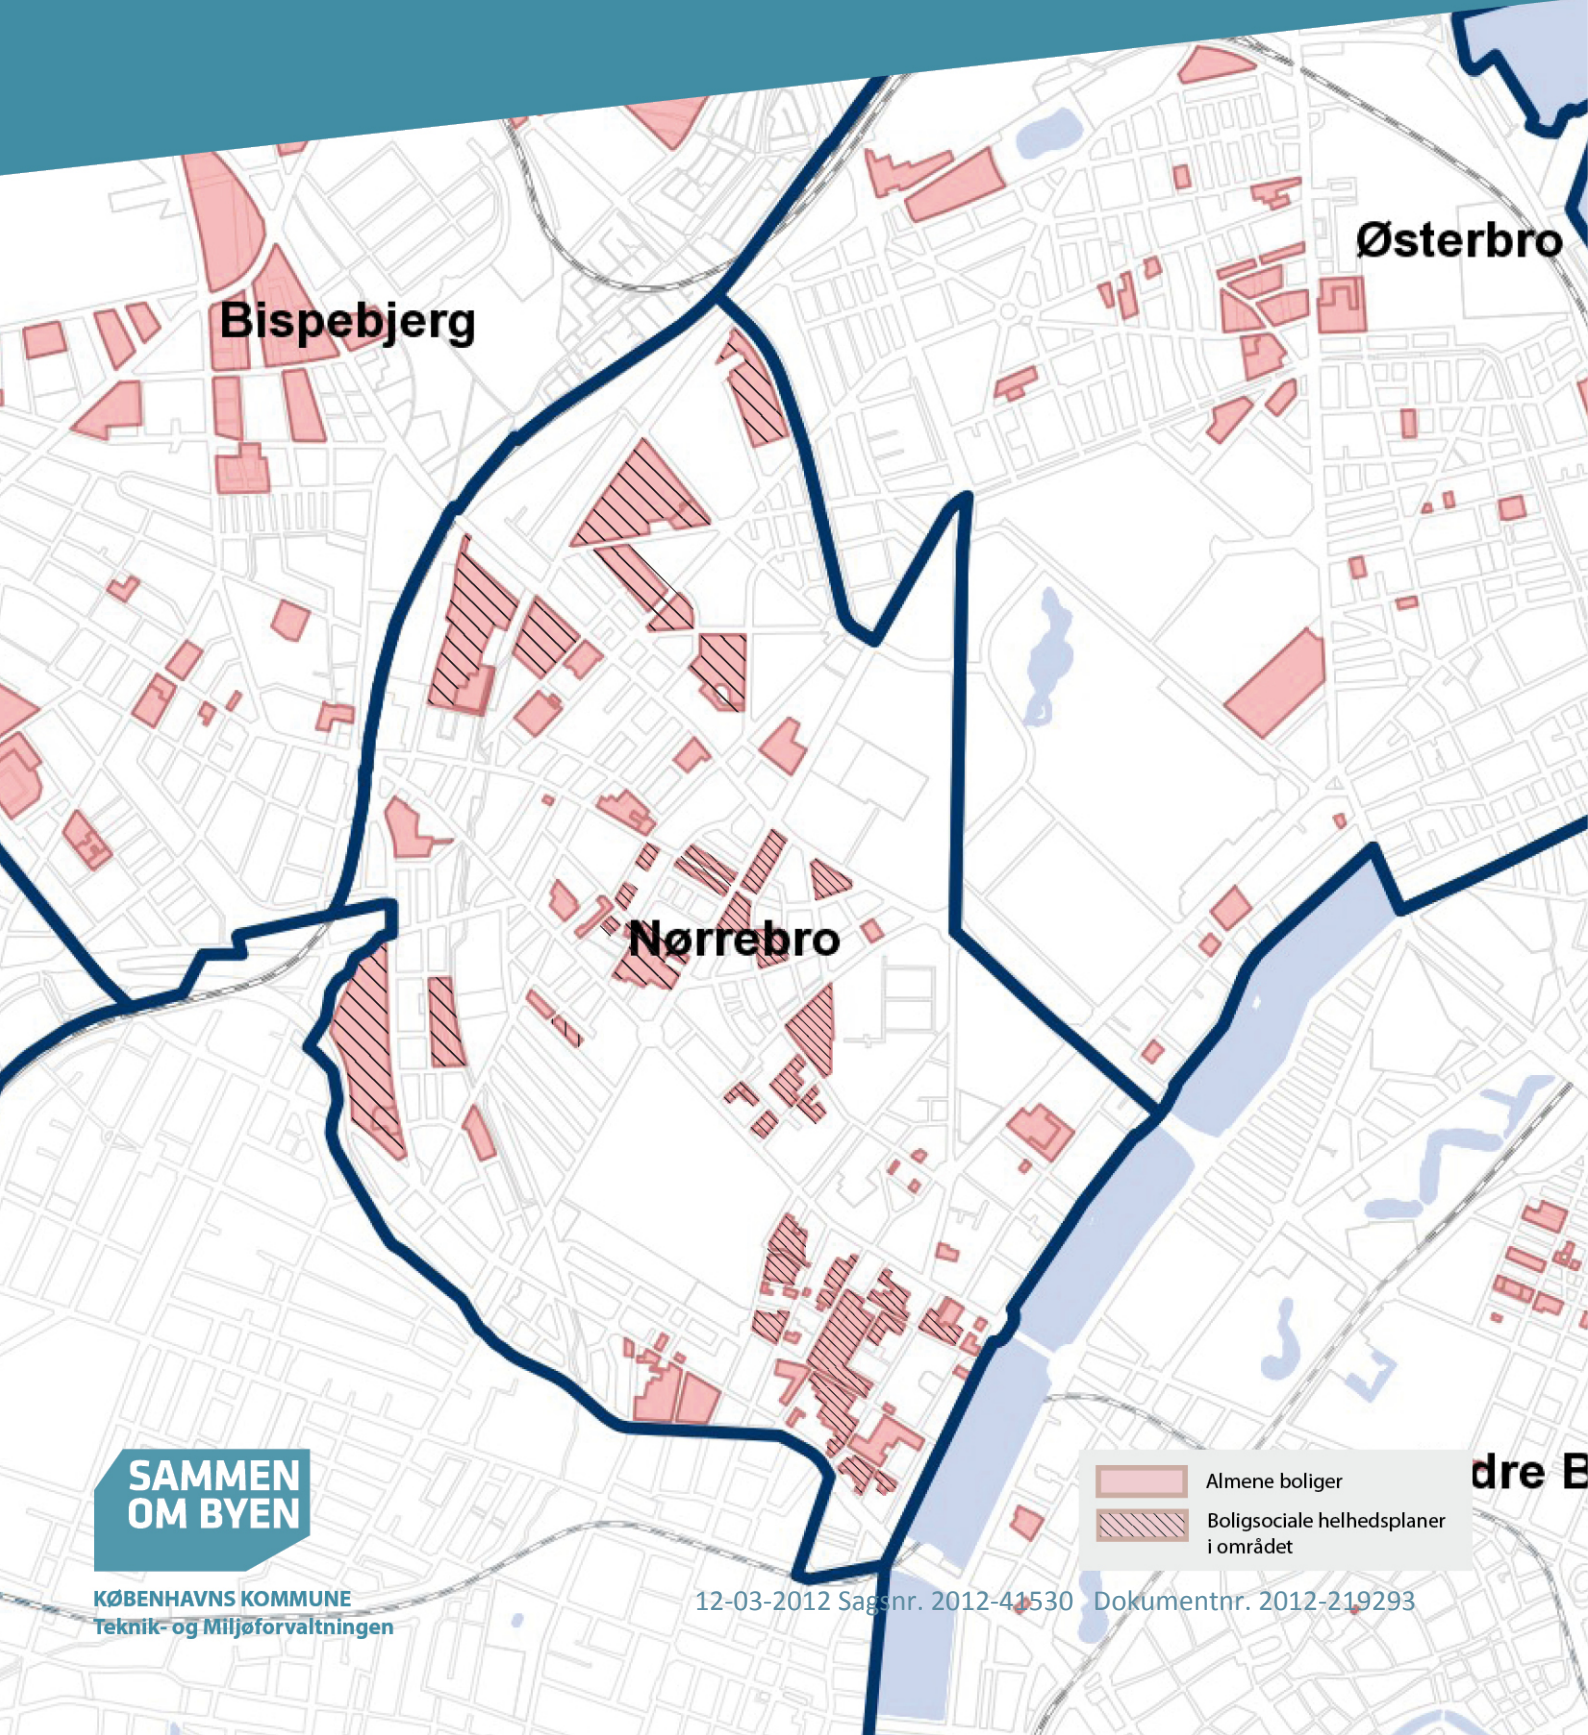 Østerbro
Bispebjerg
Nørrebro
dre B
Almene boliger
Boligsociale helhedsplaner
i området
SAMMEN
OM BYEN
KØBENHAVNS KOMMUNE
Teknik- og Miljøforvaltningen
12-03-2012 Sagsnr. 2012-41530 Dokumentnr. 2012-219293